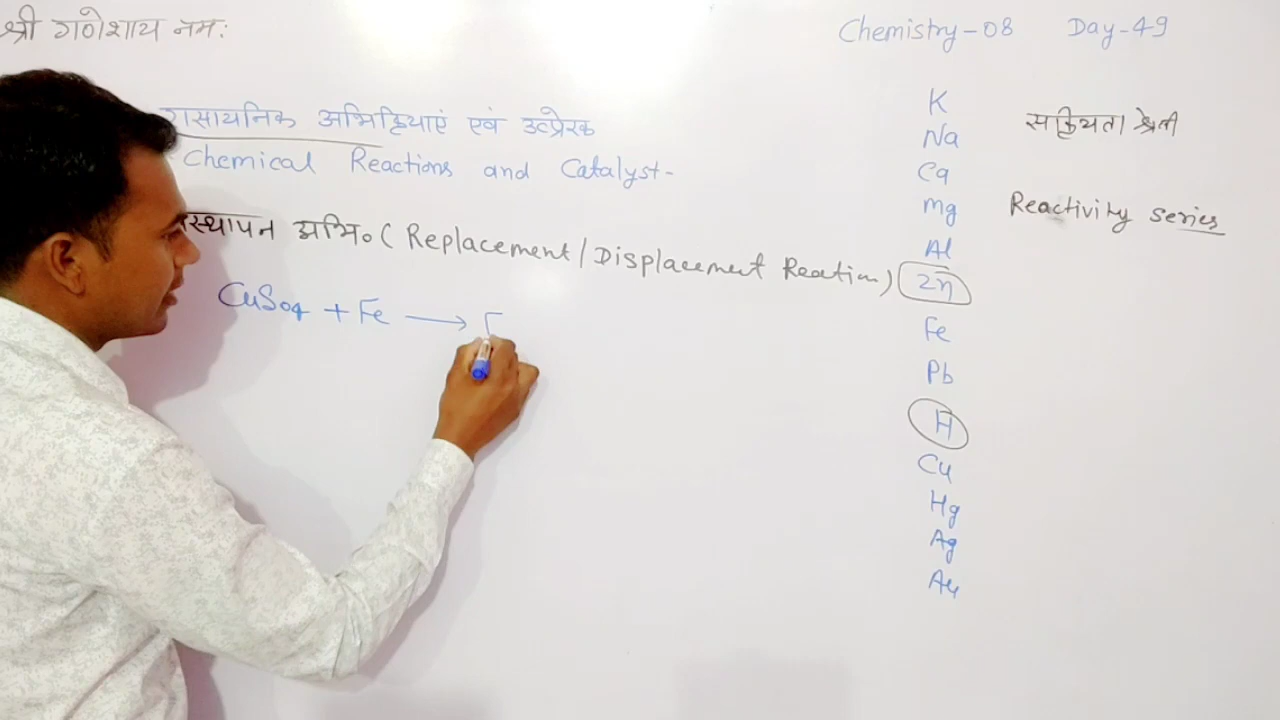 श्री गणेशाय नमः
Chemistry-08 Day-49
रासायनिक अभिक्रियाएं एवं उत्प्रेरक
Chemical Reactions and Catalyst-
स्थापन अभि० ( Replacement / Displacement Reaction )
CuSO4 + Fe ⟶ F
K
Na
Ca
Mg
Al
Zn
Fe
Pb
H
Cu
Hg
Ag
Au
सक्रियता श्रेणी
Reactivity series